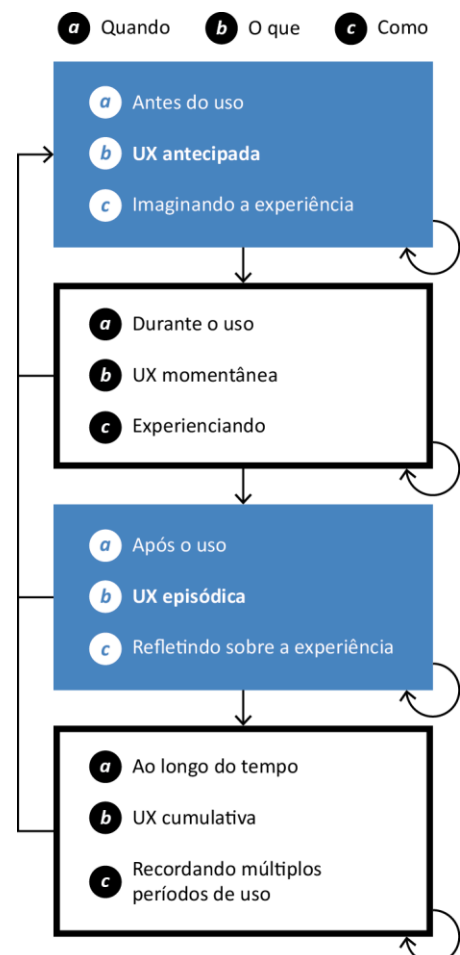 a Quando b O que c Como
a Antes do uso
b UX antecipada
c Imaginando a experiência
a Durante o uso
b UX momentânea
c Experienciando
a Após o uso
b UX episódica
c Refletindo sobre a experiência
a Ao longo do tempo
b UX cumulativa
c Recordando múltiplos
períodos de uso